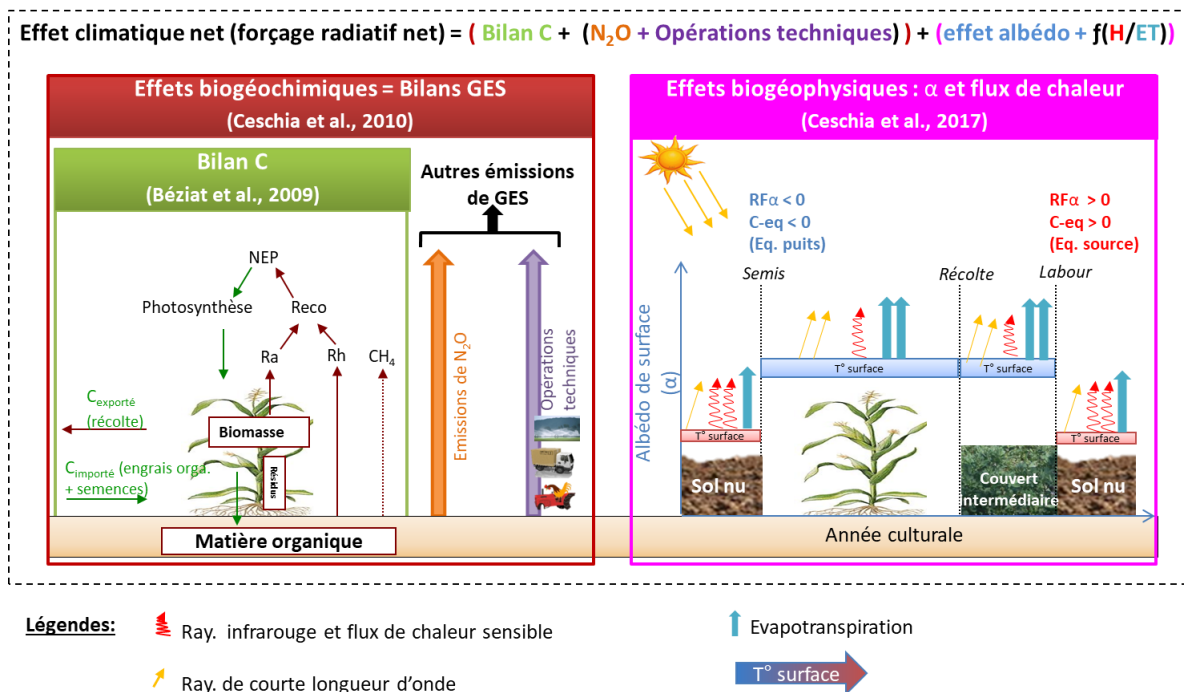 Effet climatique net (forçage radiatif net) = ( Bilan C + (N₂O + Opérations techniques) ) + (effet albédo + ƒ(H/ET))
Effets biogéochimiques = Bilans GES
(Ceschia et al., 2010)
Bilan C
(Béziat et al., 2009)
Autres émissions
de GES
NEP
Photosynthèse
Reco
Ra
Rh
CH₄
C exporté
(récolte)
Biomasse
C importé (engrais orga.
+ semences)
Résidus
Matière organique
Emissions de N₂O
Opérations
techniques
Effets biogéophysiques : α et flux de chaleur
(Ceschia et al., 2017)
RFα < 0
C-eq < 0
(Eq. puits)
RFα > 0
C-eq > 0
(Eq. source)
Semis
Récolte
Labour
Albédo de surface
(α)
T° surface
T° surface
T° surface
T° surface
Sol nu
Couvert
intermédiaire
Sol nu
Année culturale
Légendes:
Ray. infrarouge et flux de chaleur sensible
Evapotranspiration
Ray. de courte longueur d'onde
T° surface